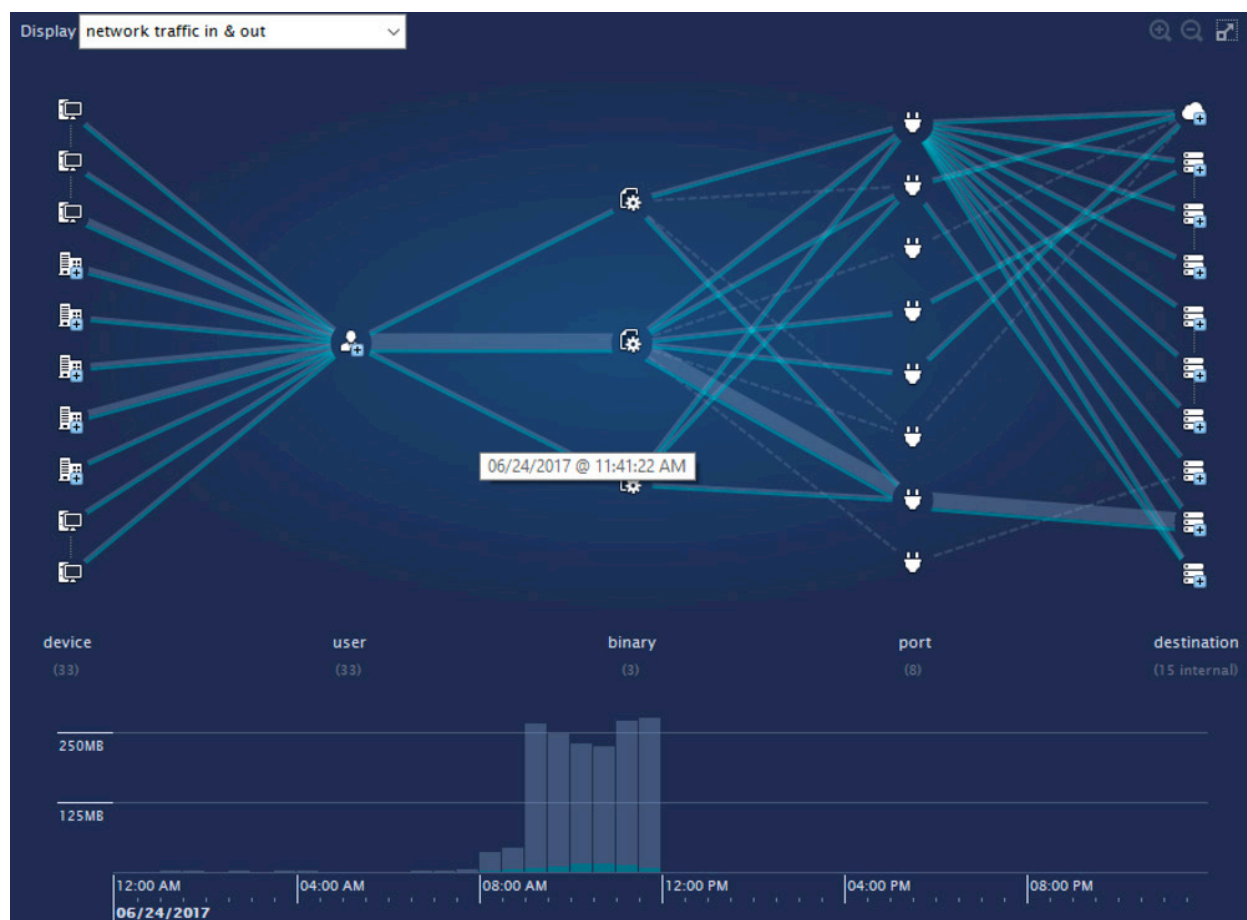 Display network traffic in & out
06/24/2017 @ 11:41:22 AM
device user binary port destination
(33) (33) (3) (8) (15 internal)
250MB
125MB
12:00 AM 04:00 AM 08:00 AM 12:00 PM 04:00 PM 08:00 PM
06/24/2017